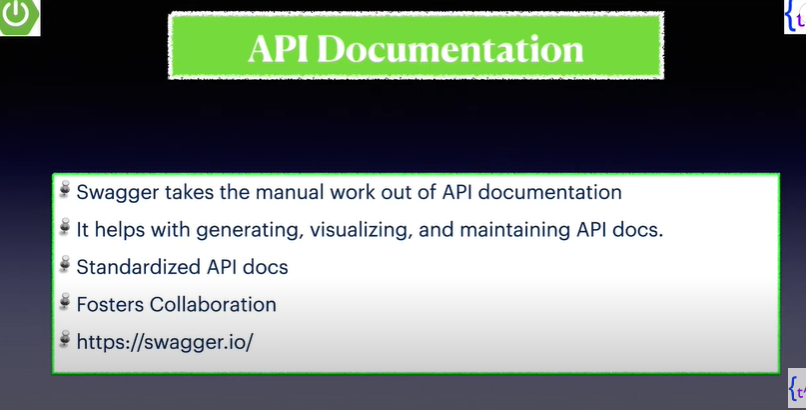 API Documentation
Swagger takes the manual work out of API documentation
It helps with generating, visualizing, and maintaining API docs.
Standardized API docs
Fosters Collaboration
https://swagger.io/